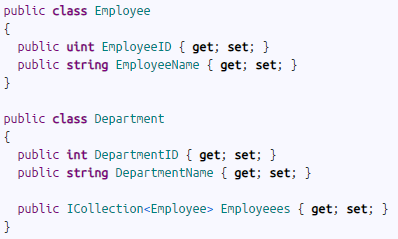 public class Employee
{
public uint EmployeeID { get; set; }
public string EmployeeName { get; set; }
}
public class Department
{
public int DepartmentID { get; set; }
public string DepartmentName { get; set; }
public ICollection<Employee> Employeees { get; set; }
}